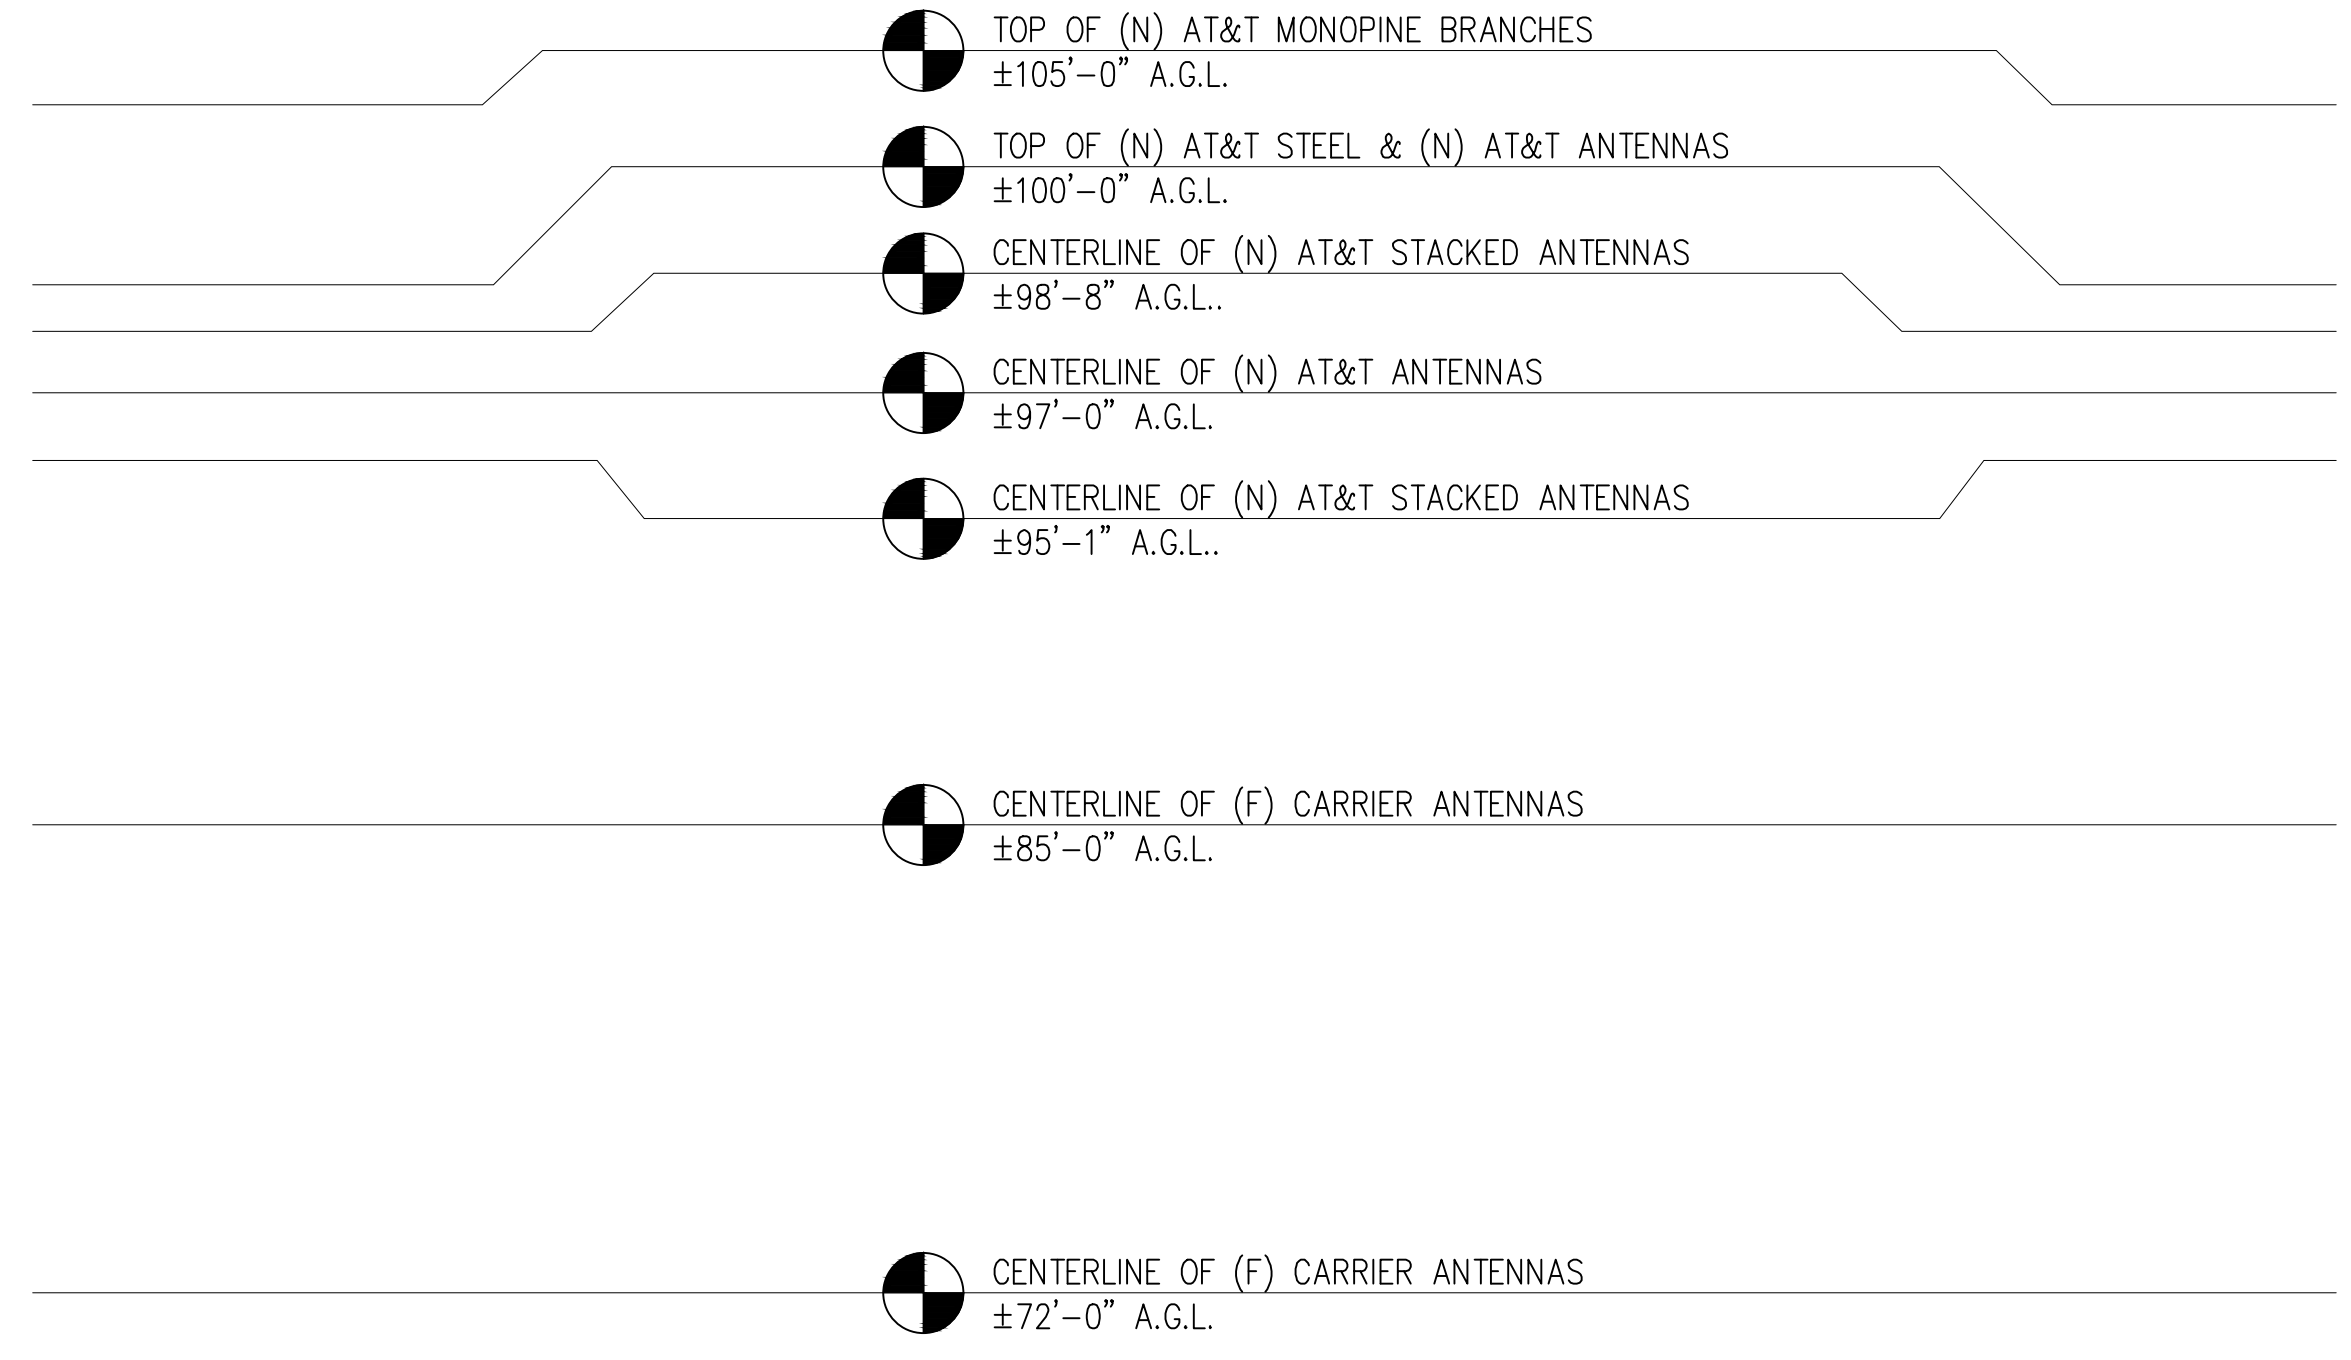 TOP OF (N) AT&T MONOPINE BRANCHES
±105’-0” A.G.L.
TOP OF (N) AT&T STEEL & (N) AT&T ANTENNAS
±100’-0” A.G.L.
CENTERLINE OF (N) AT&T STACKED ANTENNAS
±98’-8” A.G.L..
CENTERLINE OF (N) AT&T ANTENNAS
±97’-0” A.G.L.
CENTERLINE OF (N) AT&T STACKED ANTENNAS
±95’-1” A.G.L..
CENTERLINE OF (F) CARRIER ANTENNAS
±85’-0” A.G.L.
CENTERLINE OF (F) CARRIER ANTENNAS
±72’-0” A.G.L.